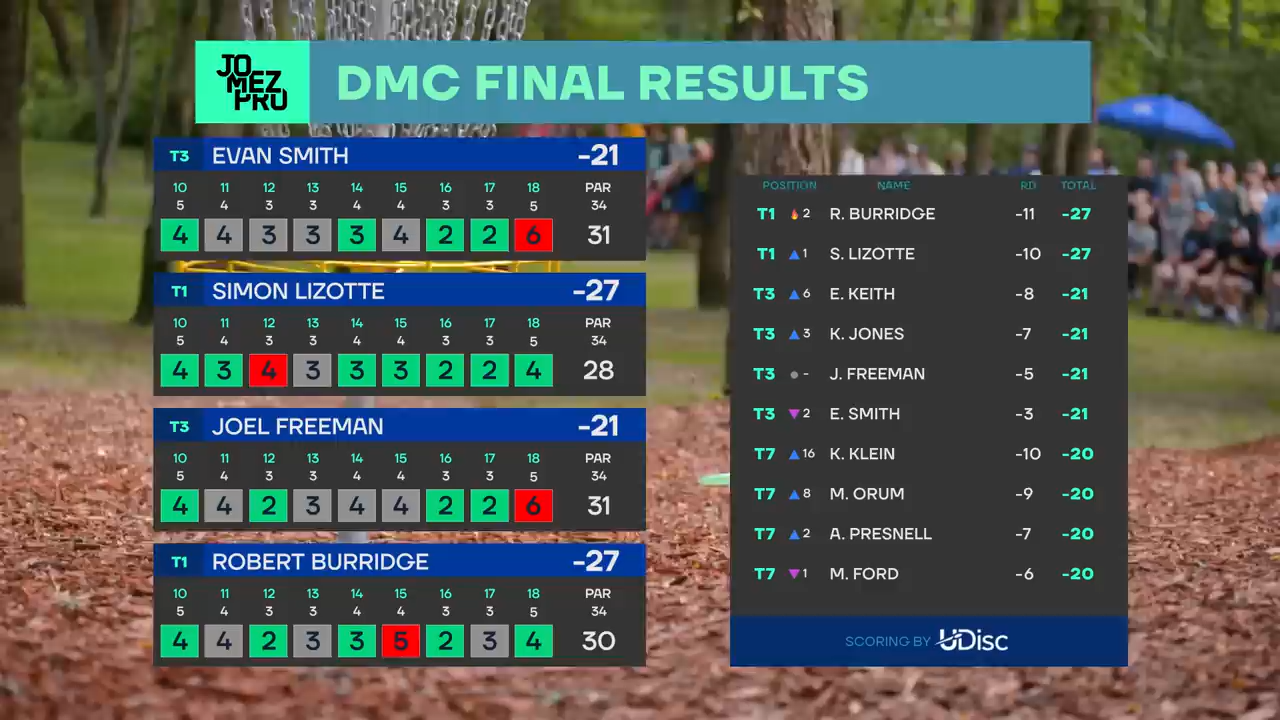 JO
MEZ
PRO
DMC FINAL RESULTS
T3 EVAN SMITH -21
10 11 12 13 14 15 16 17 18 PAR
5 4 3 3 4 4 3 3 5 34
4 4 3 3 3 4 2 2 6 31
T1 SIMON LIZOTTE -27
10 11 12 13 14 15 16 17 18 PAR
5 4 3 3 4 4 3 3 5 34
4 3 4 3 3 3 2 2 4 28
T3 JOEL FREEMAN -21
10 11 12 13 14 15 16 17 18 PAR
5 4 3 3 4 4 3 3 5 34
4 4 2 3 4 4 2 2 6 31
T1 ROBERT BURRIDGE -27
10 11 12 13 14 15 16 17 18 PAR
5 4 3 3 4 4 3 3 5 34
4 4 2 3 3 5 2 3 4 30
POSITION NAME RD TOTAL
T1 2 R. BURRIDGE -11 -27
T1 1 S. LIZOTTE -10 -27
T3 6 E. KEITH -8 -21
T3 3 K. JONES -7 -21
T3 - J. FREEMAN -5 -21
T3 2 E. SMITH -3 -21
T7 16 K. KLEIN -10 -20
T7 8 M. ORUM -9 -20
T7 2 A. PRESNELL -7 -20
T7 1 M. FORD -6 -20
SCORING BY UDisc